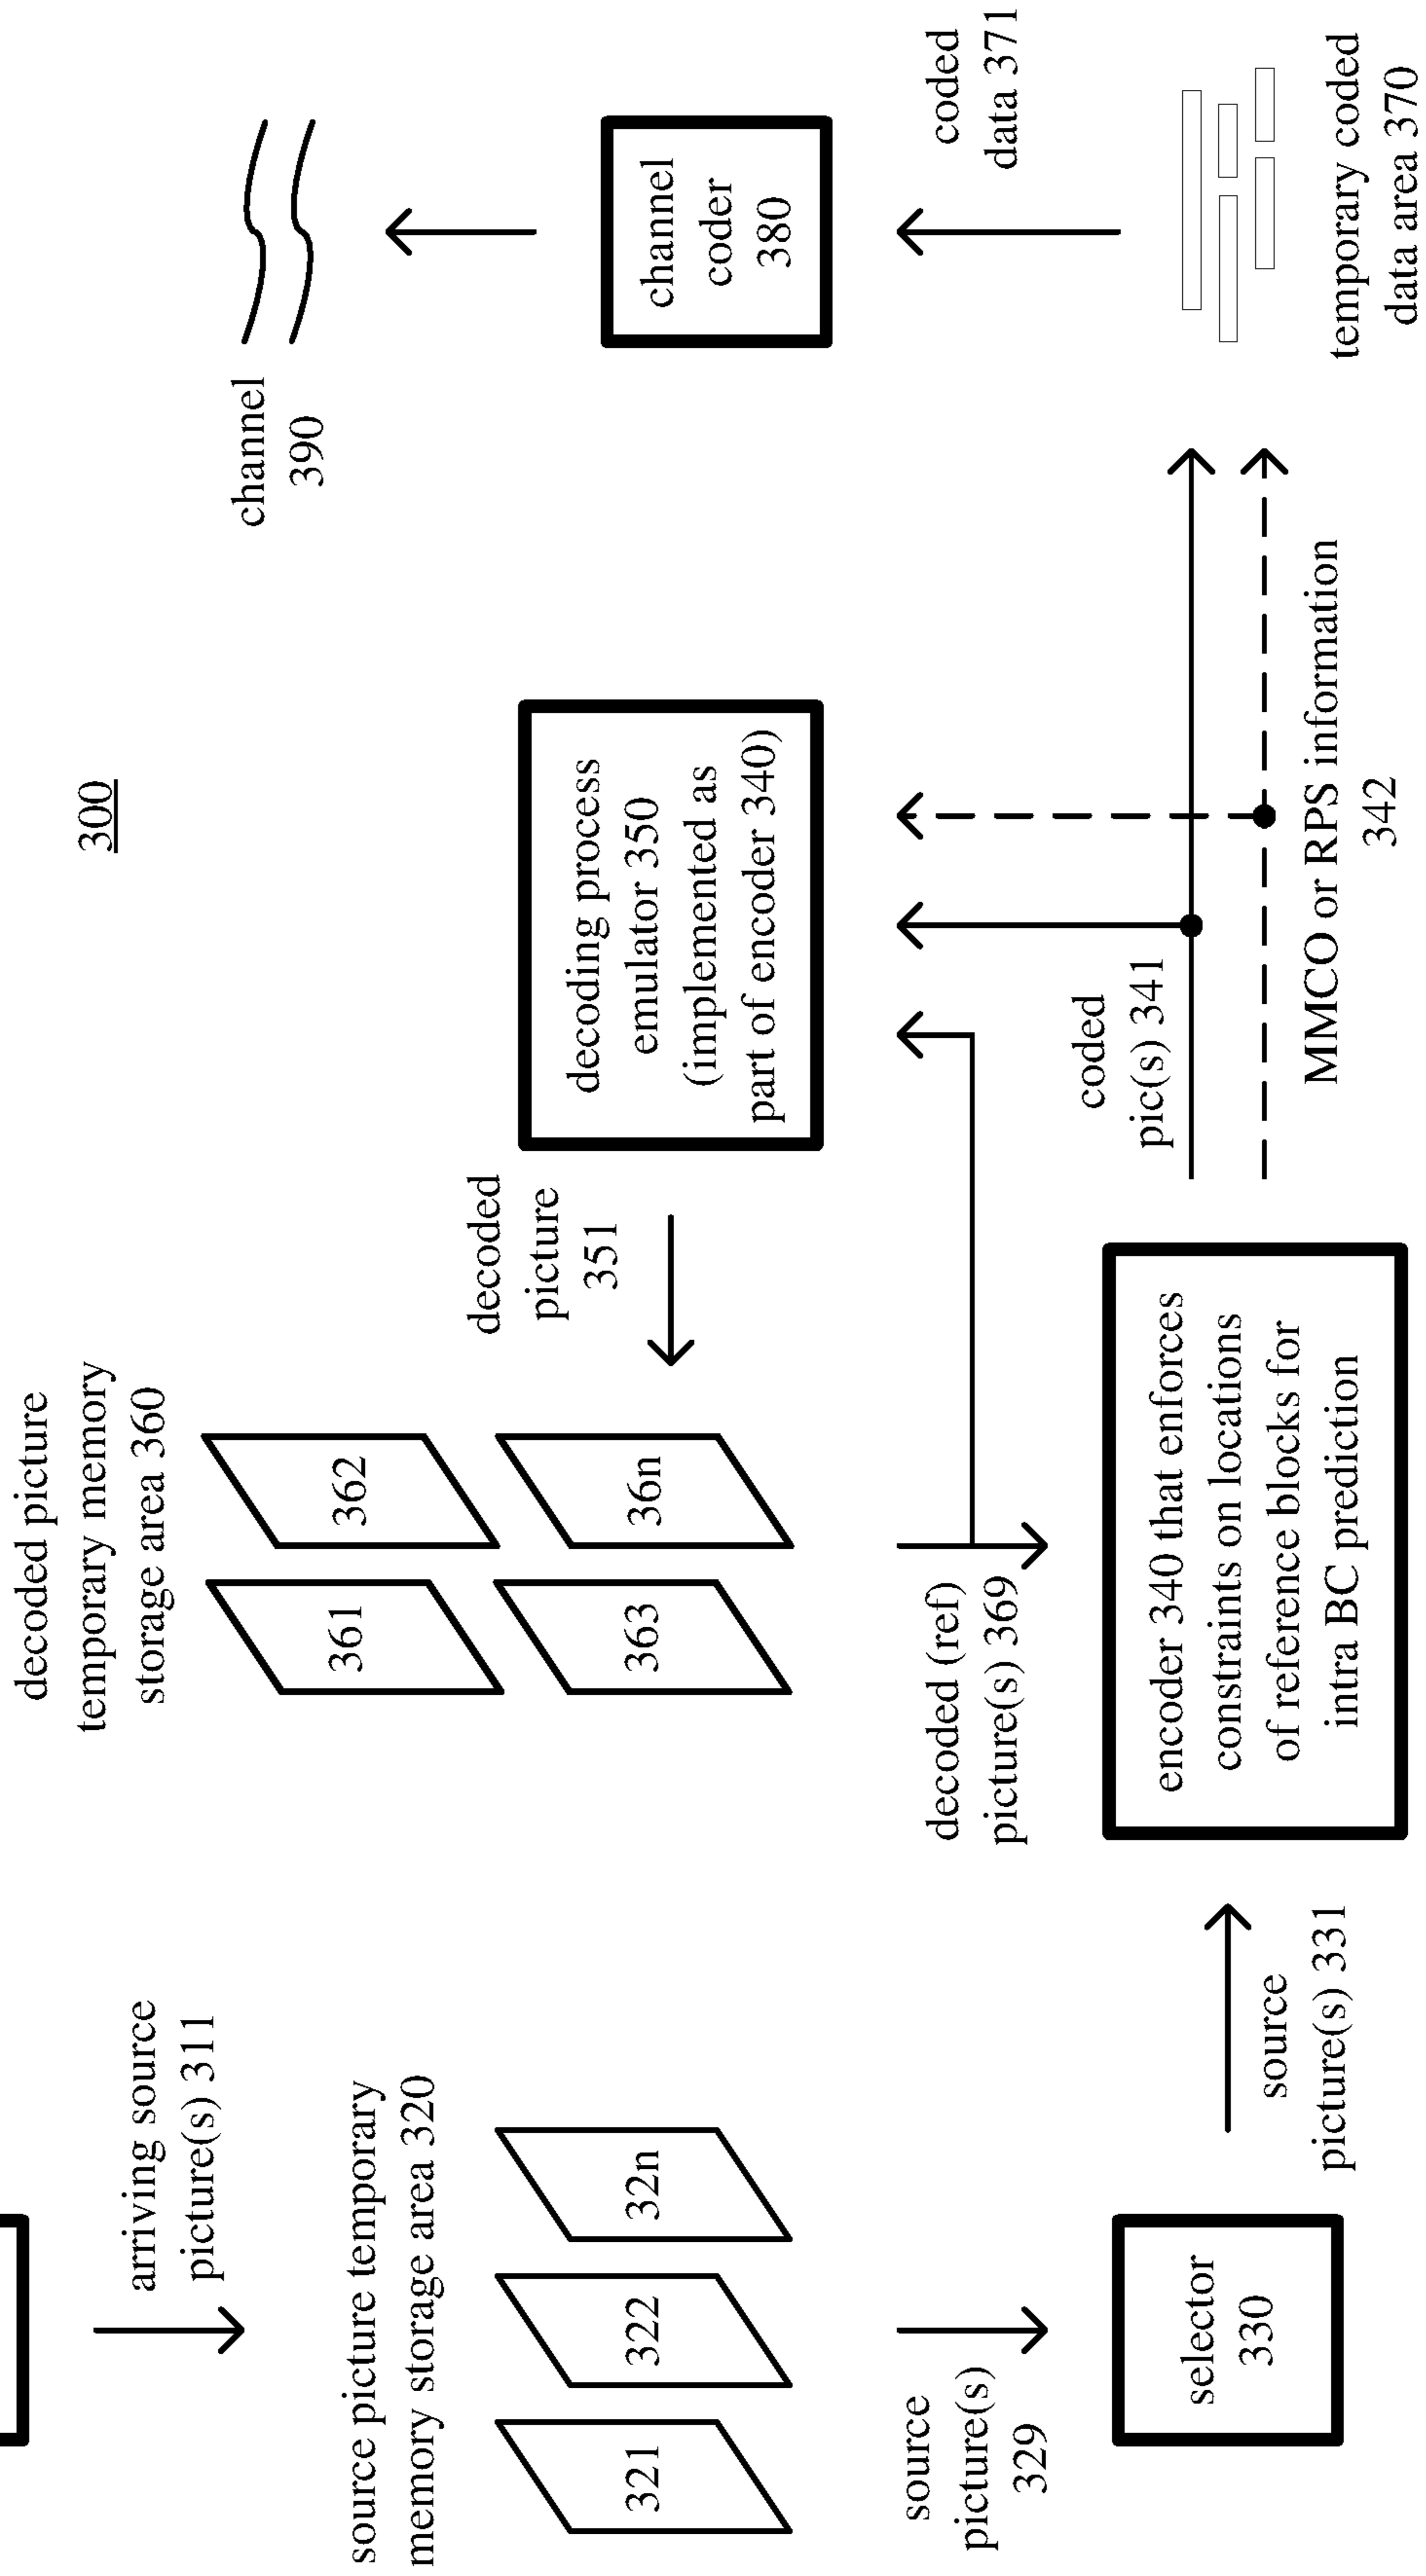 300
arriving source
picture(s) 311
source picture temporary
memory storage area 320
321
322
32n
source
picture(s)
329
selector
330
source
picture(s) 331
decoded picture
temporary memory
storage area 360
361
362
363
36n
decoded
picture
351
decoded (ref)
picture(s) 369
encoder 340 that enforces
constraints on locations
of reference blocks for
intra BC prediction
decoding process
emulator 350
(implemented as
part of encoder 340)
coded
pic(s) 341
MMCO or RPS information
342
channel
390
channel
coder
380
coded
data 371
temporary coded
data area 370